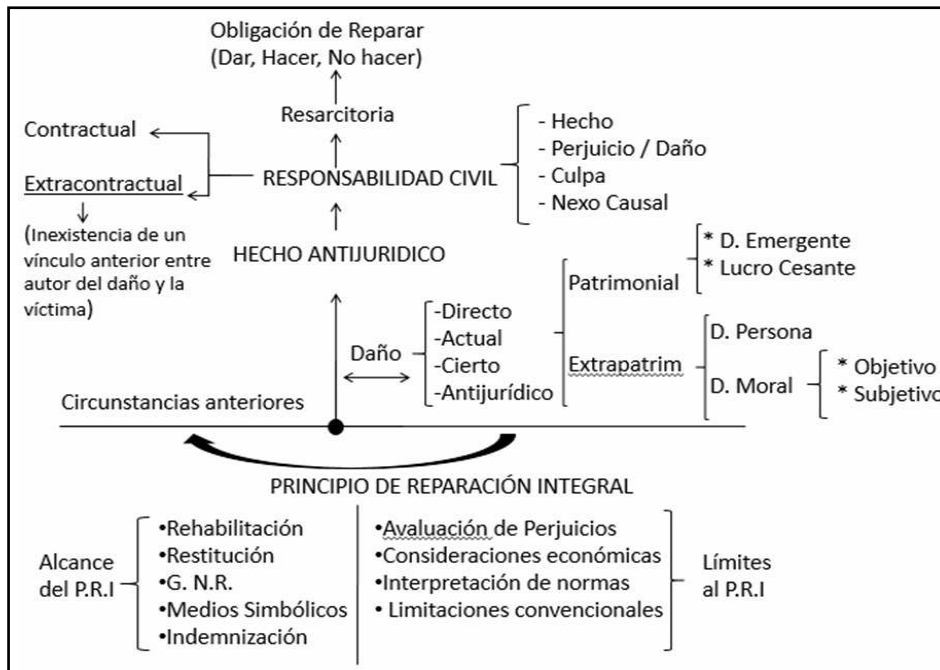 Obligación de Reparar
(Dar, Hacer, No hacer)
Resarcitoria
Contractual
Extracontractual
(Inexistencia de un
vínculo anterior entre
autor del daño y la
víctima)
RESPONSABILIDAD CIVIL
- Hecho
- Perjuicio / Daño
- Culpa
- Nexo Causal
HECHO ANTIJURIDICO
Daño
-Directo
-Actual
-Cierto
-Antijurídico
Patrimonial
* D. Emergente
* Lucro Cesante
Extrapatrim
D. Persona
D. Moral
* Objetivo
* Subjetivo
Circunstancias anteriores
PRINCIPIO DE REPARACIÓN INTEGRAL
Alcance
del P.R.I
•Rehabilitación
•Restitución
•G. N.R.
•Medios Simbólicos
•Indemnización
•Avaluación de Perjuicios
•Consideraciones económicas
•Interpretación de normas
• Limitaciones convencionales
Límites
al P.R.I